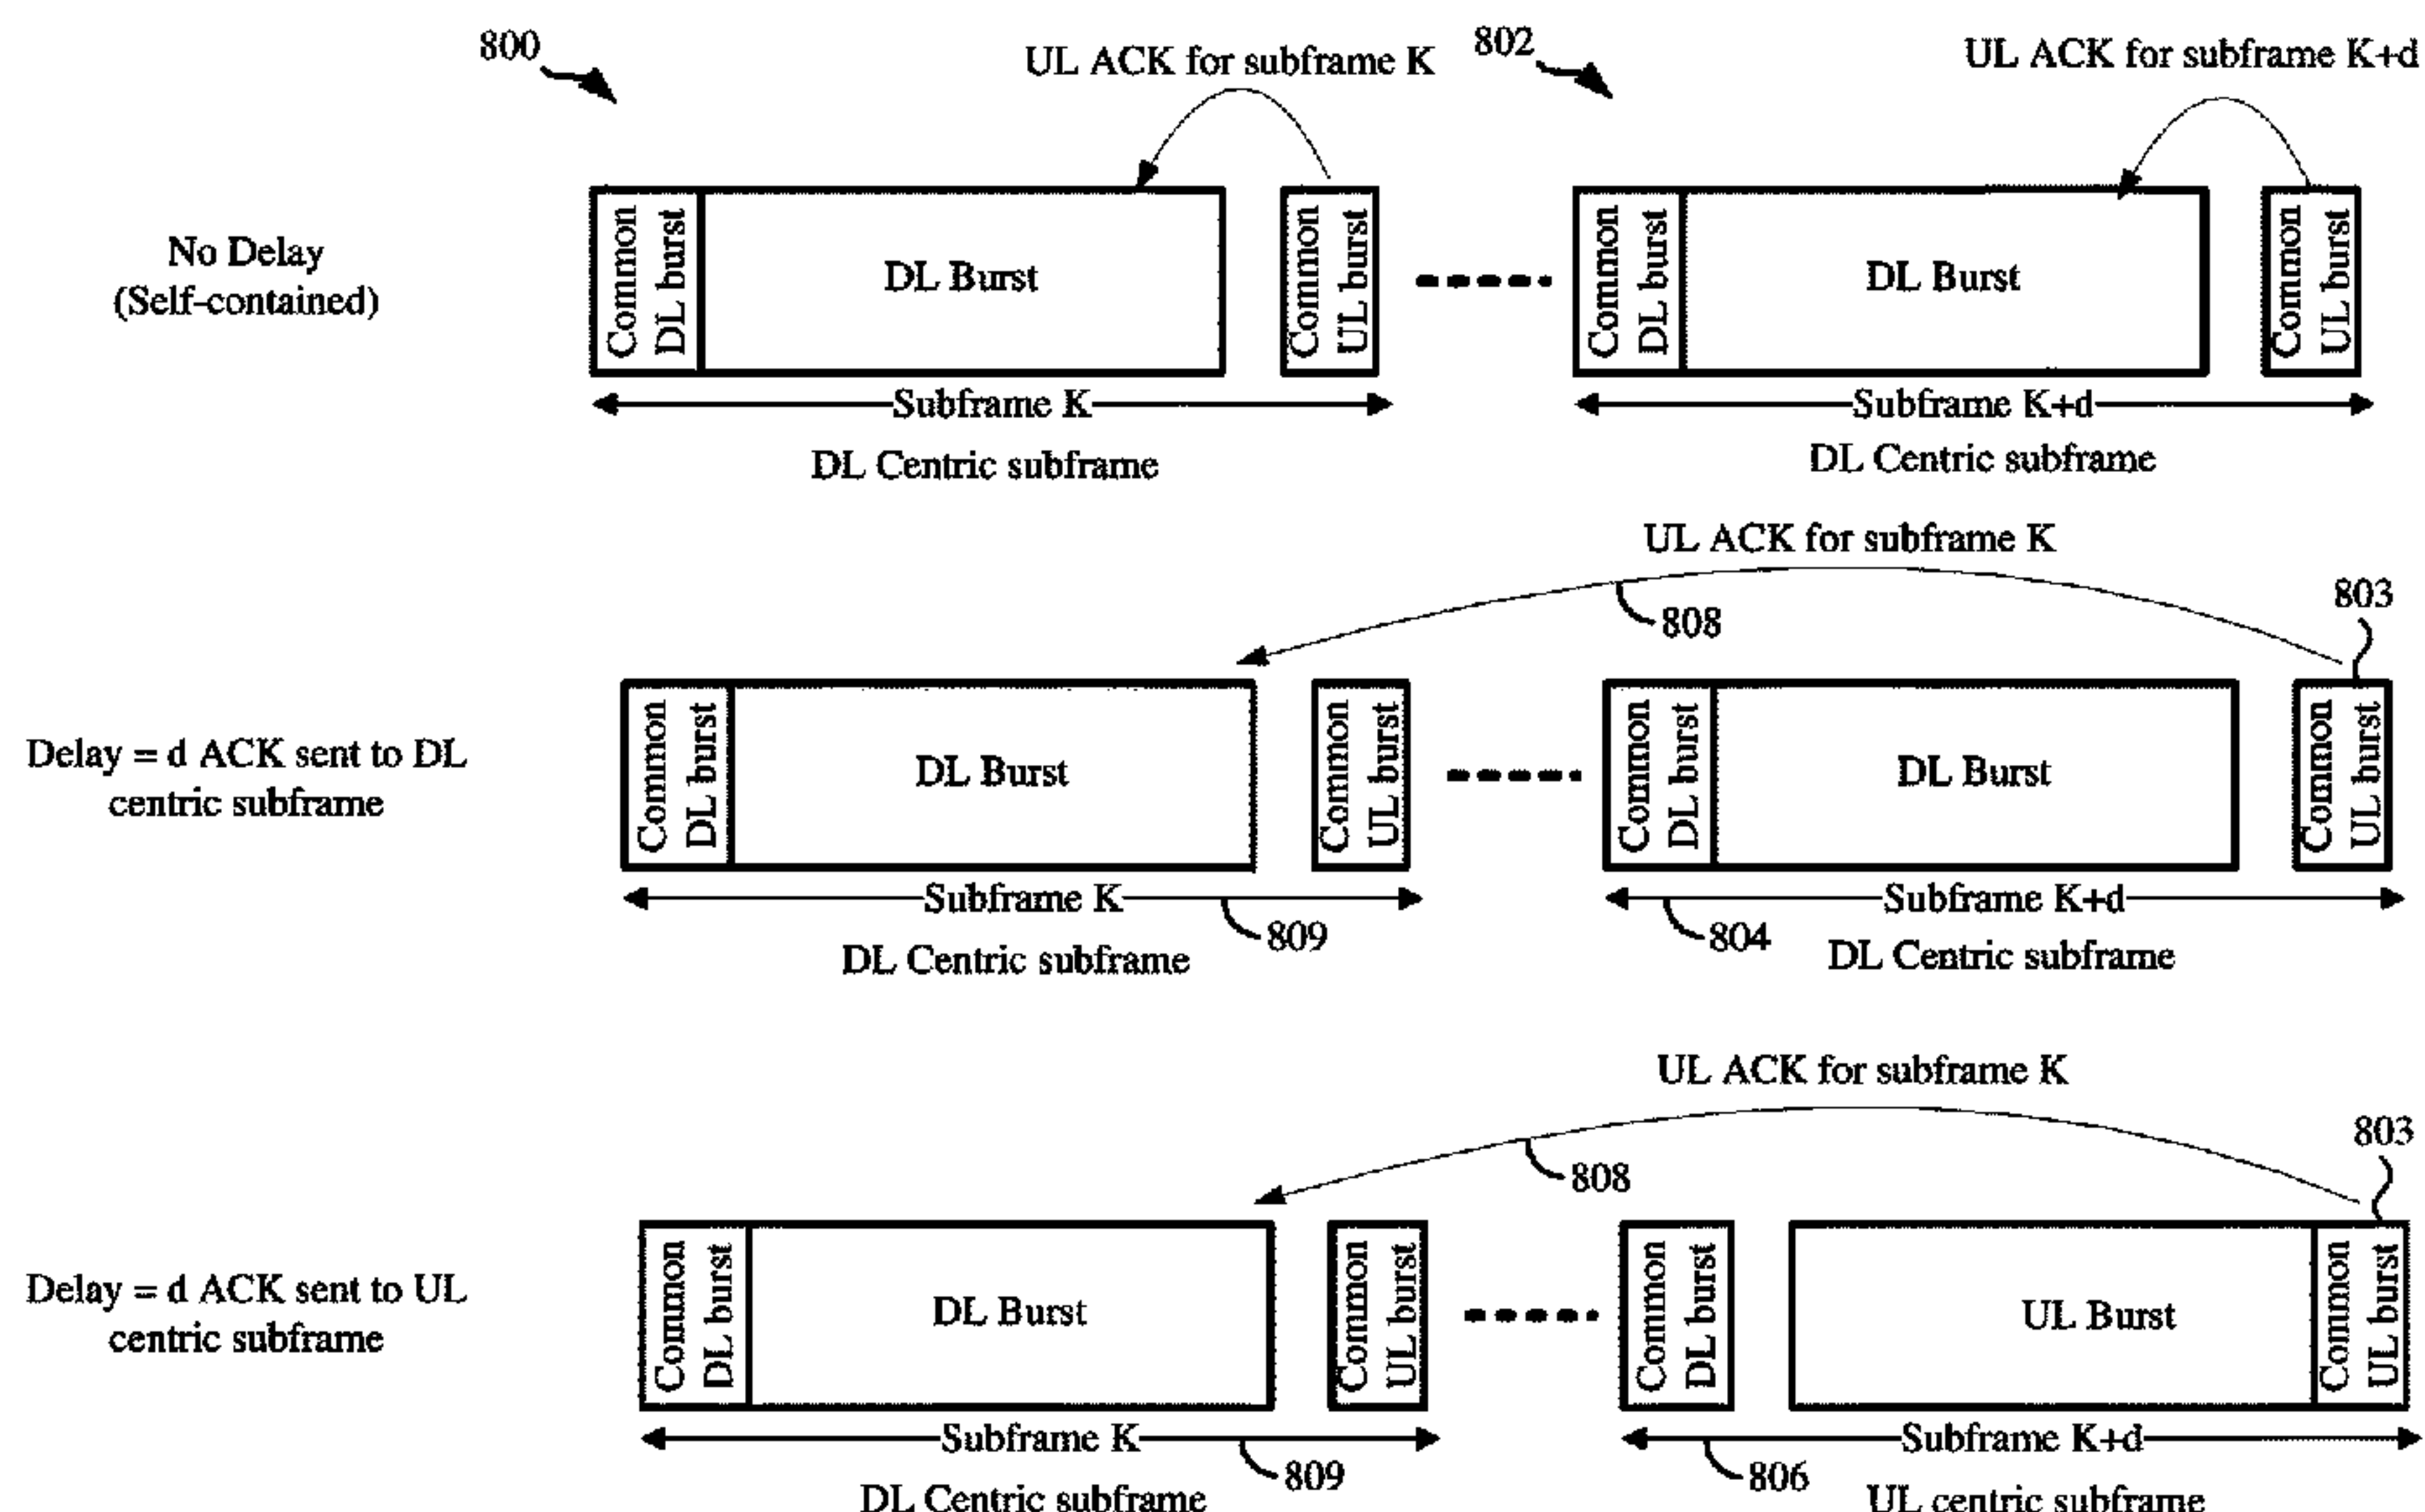 800
UL ACK for subframe K
802
UL ACK for subframe K+d
No Delay
(Self-contained)
Common
DL burst
DL Burst
Common
UL burst
Common
DL burst
DL Burst
Common
UL burst
Subframe K
Subframe K+d
DL Centric subframe
DL Centric subframe
UL ACK for subframe K
808
803
Delay = d ACK sent to DL
centric subframe
Common
DL burst
DL Burst
Common
UL burst
Common
DL burst
DL Burst
Common
UL burst
Subframe K
809
Subframe K+d
804
DL Centric subframe
DL Centric subframe
UL ACK for subframe K
808
803
Delay = d ACK sent to UL
centric subframe
Common
DL burst
DL Burst
Common
UL burst
Common
DL burst
UL Burst
Common
UL burst
Subframe K
809
Subframe K+d
806
DL Centric subframe
UL centric subframe